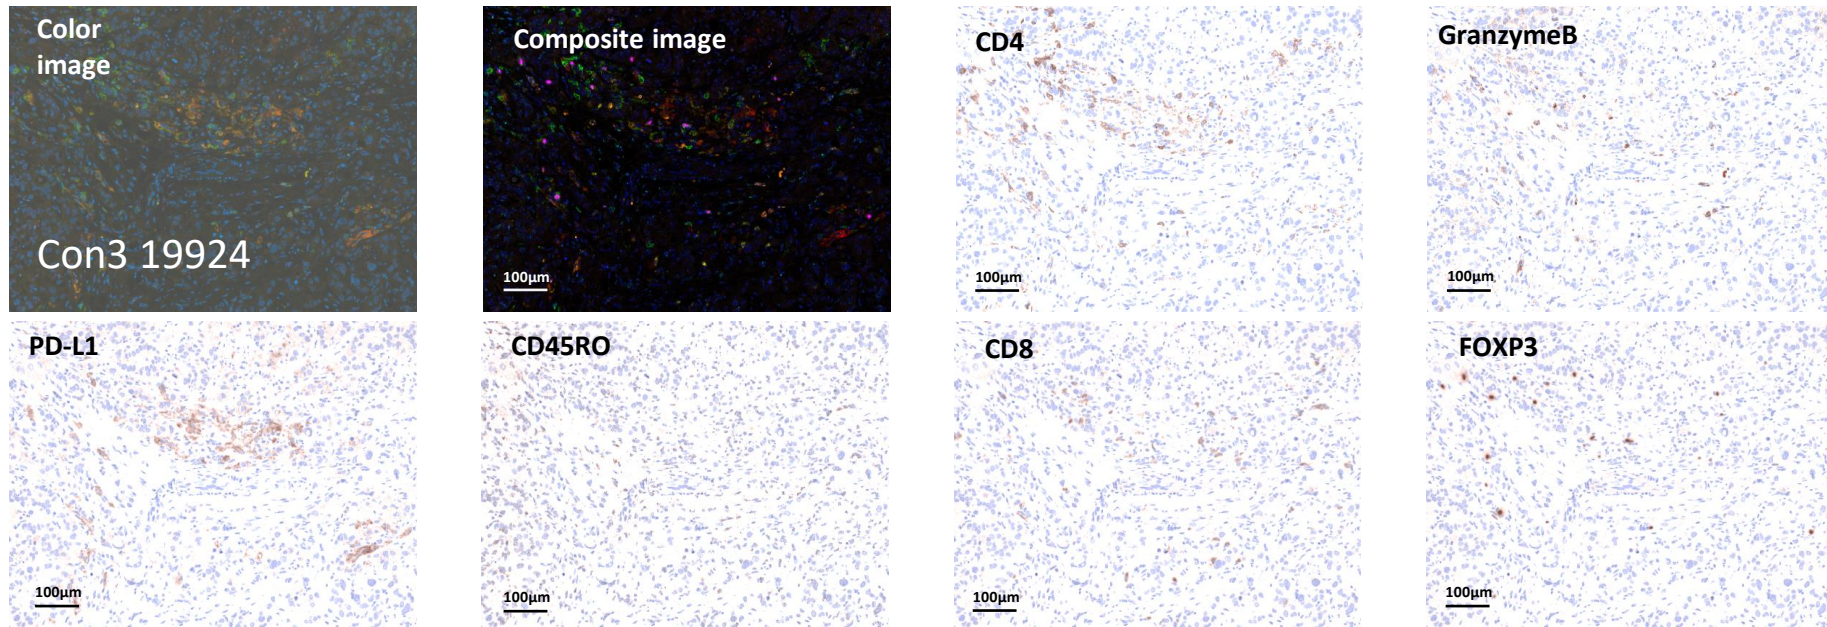 Color
image
Con3 19924
Composite image
100µm
CD4
100µm
GranzymeB
100µm
PD-L1
100µm
CD45RO
100µm
CD8
100µm
FOXP3
100µm